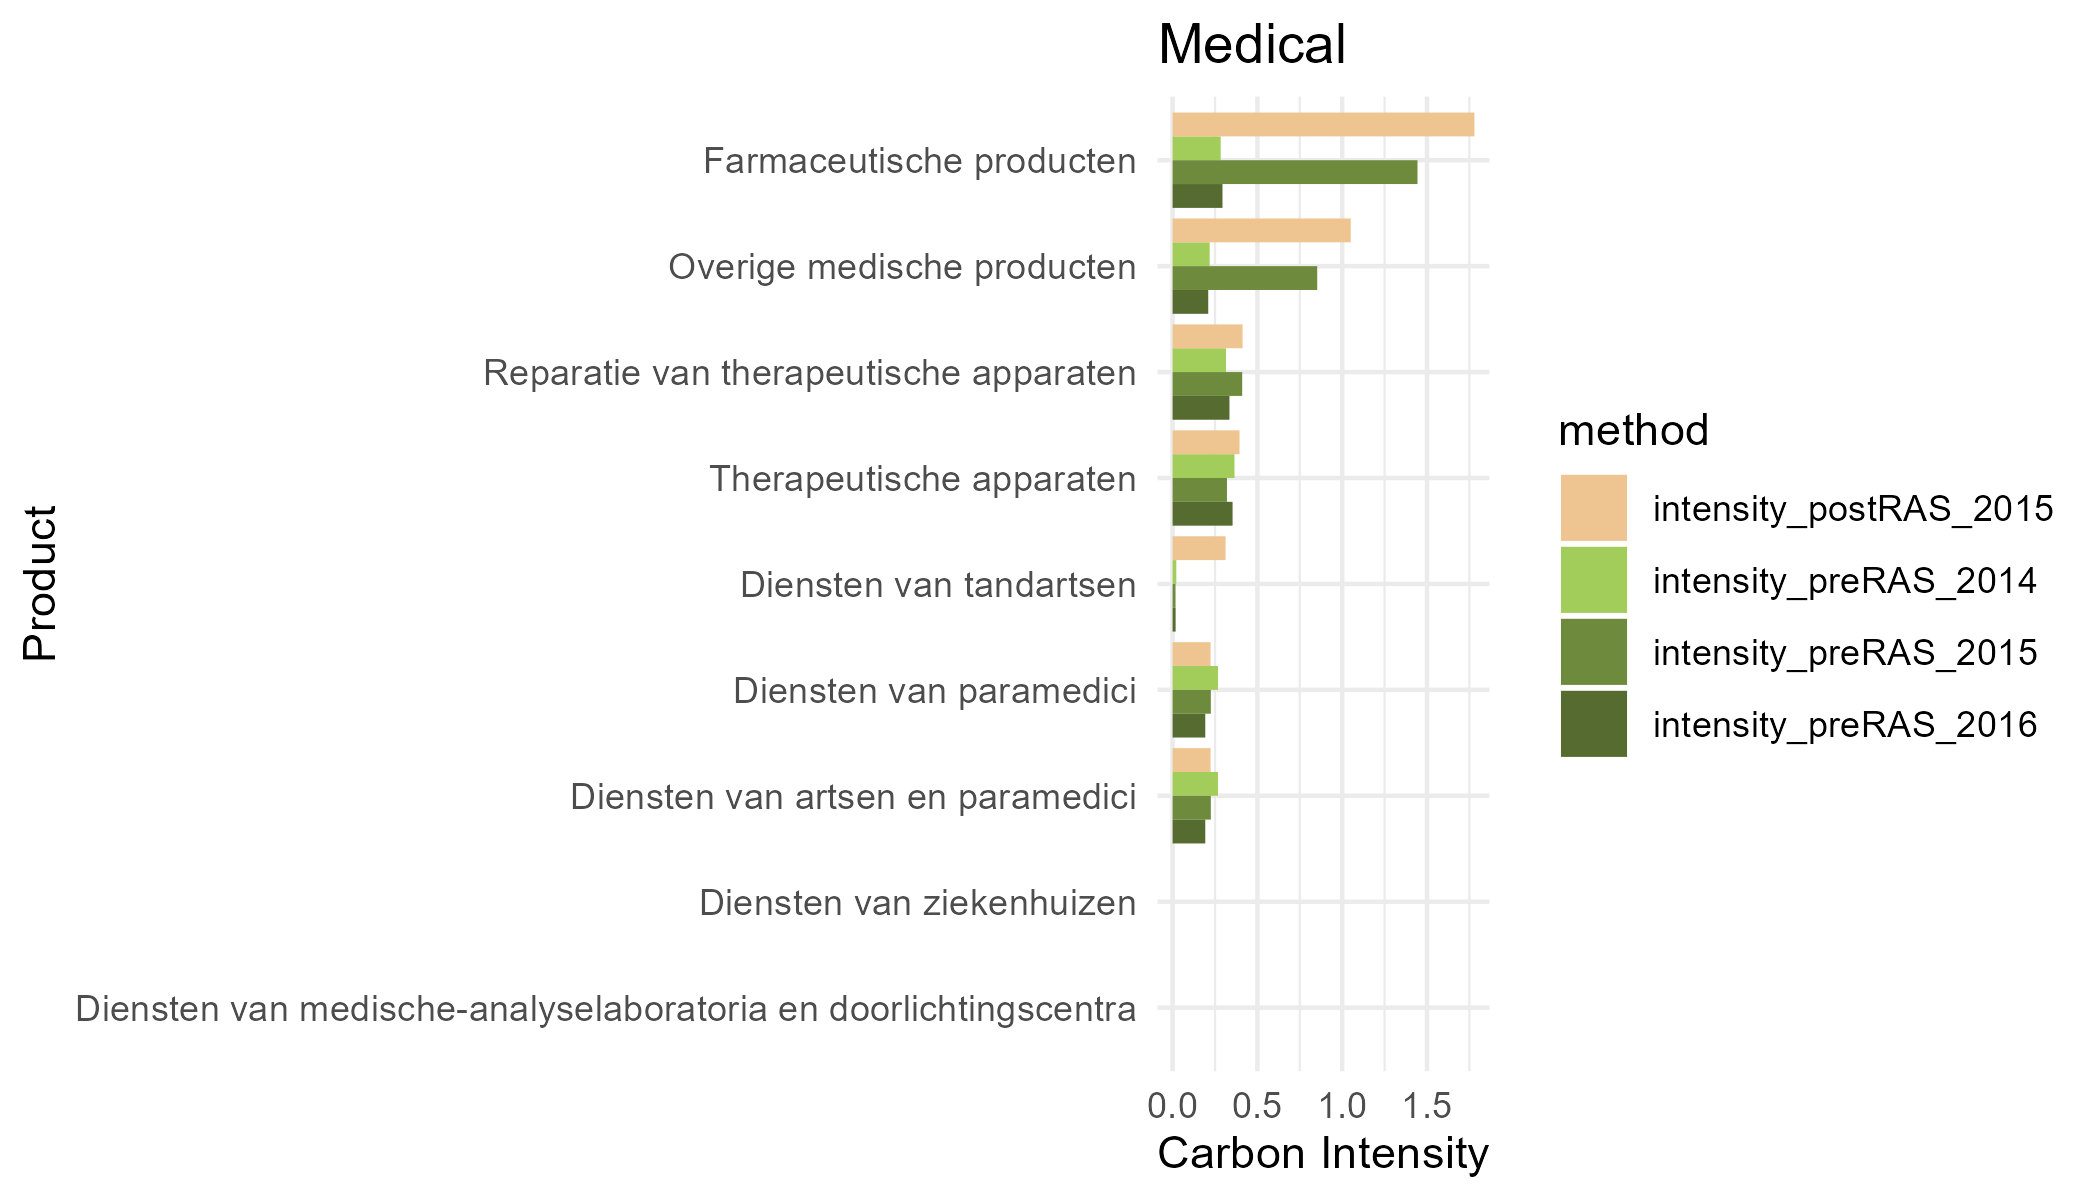 Medical
Product
Farmaceutische producten
Overige medische producten
Reparatie van therapeutische apparaten
Therapeutische apparaten
Diensten van tandartsen
Diensten van paramedici
Diensten van artsen en paramedici
Diensten van ziekenhuizen
Diensten van medische-analyselaboratoria en doorlichtingscentra
0.0 0.5 1.0 1.5
Carbon Intensity
method
intensity_postRAS_2015
intensity_preRAS_2014
intensity_preRAS_2015
intensity_preRAS_2016